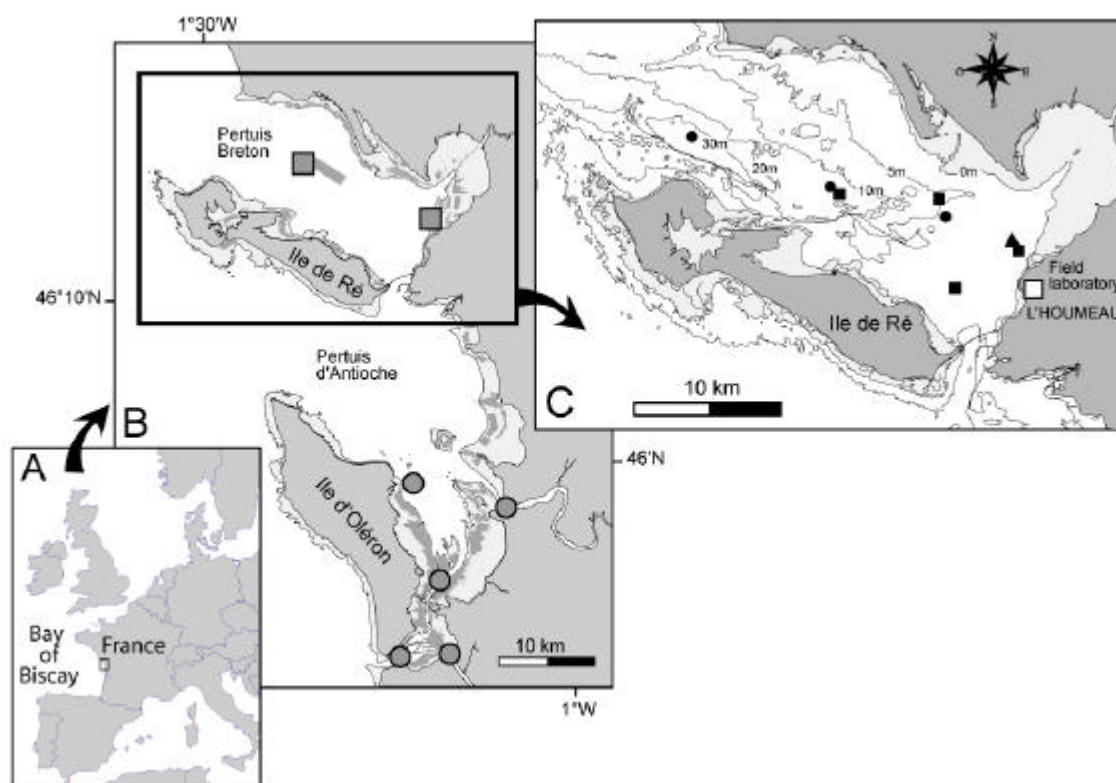 1°30'W
Pertuis
Breton
Ile de Ré
46°10'N
Pertuis
d'Antioche
B
Ile d'Oléron
46'N
10 km
1°W
A
Bay
of
Biscay
France
N
S
30m
20m
10m
5m
0m
Field
laboratory
L'HOUMEAU
Ile de Ré
10 km
C